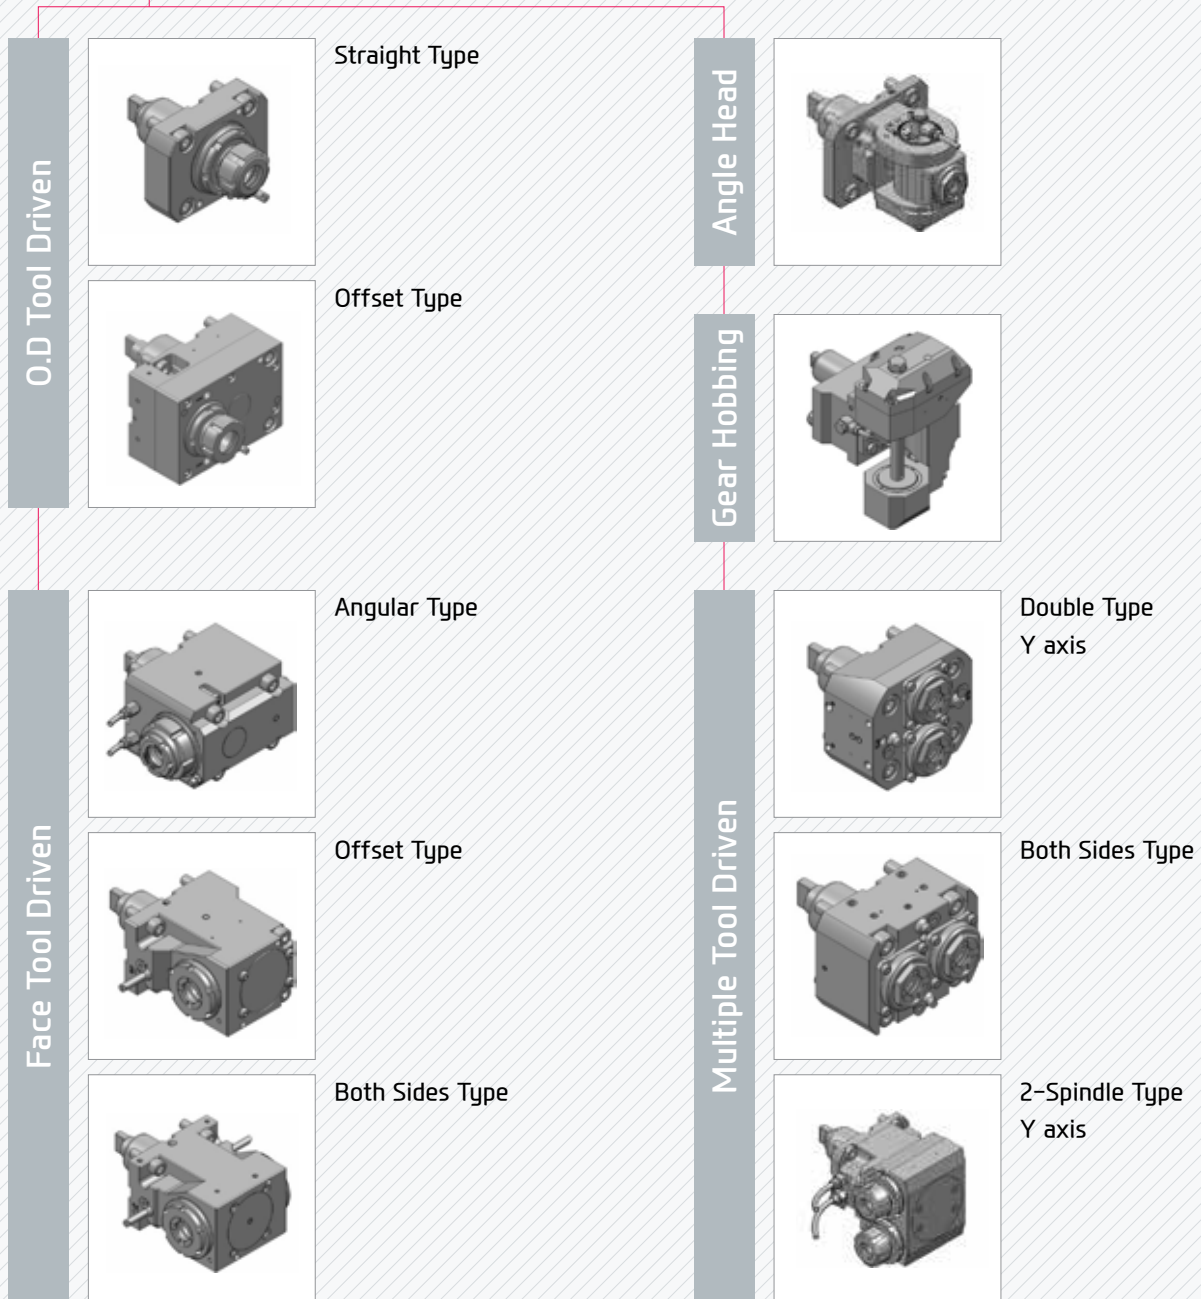 O.D Tool Driven
Straight Type
Offset Type
Face Tool Driven
Angular Type
Offset Type
Both Sides Type
Angle Head
Gear Hobbing
Multiple Tool Driven
Double Type
Y axis
Both Sides Type
2-Spindle Type
Y axis